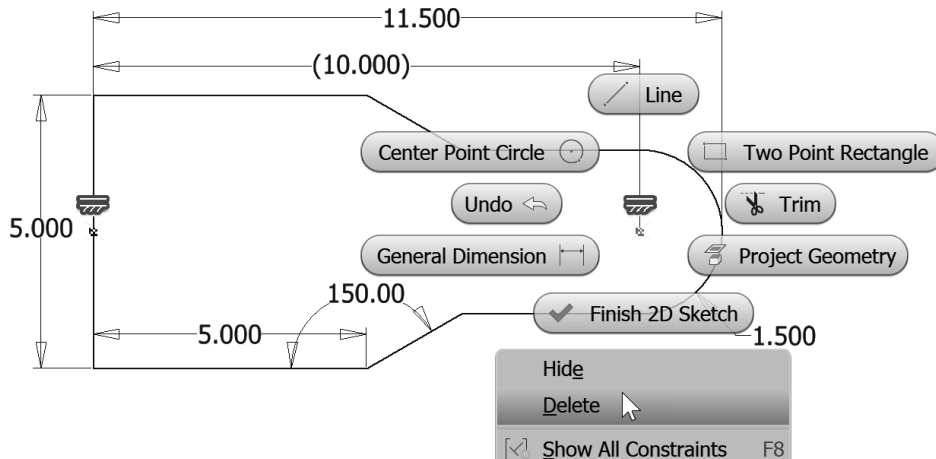 11.500
(10.000)
Line
Center Point Circle
Two Point Rectangle
Undo
Trim
5.000
General Dimension
Project Geometry
150.00
Finish 2D Sketch
5.000
1.500
Hide
Delete
Show All Constraints F8